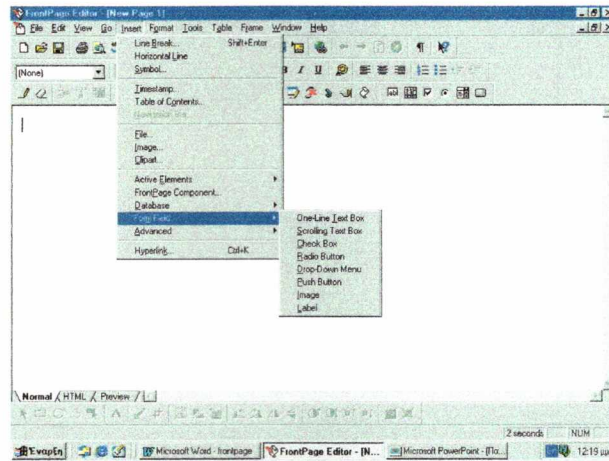 FrontPage Editor - [New Page 1]
File Edit View Go Insert Format Tools Table Frame Window Help
Line Break... Shift+Enter
Horizontal Line
Symbol...
(None)
Timestamp...
Table of Contents...
File...
Image...
Clipart...
Active Elements
FrontPage Component...
Database
Form Field
Advanced
Hyperlink... Ctrl+K
One-Line Text Box
Scrolling Text Box
Check Box
Radio Button
Drop-Down Menu
Push Button
Image
Label
Normal HTML Preview
2 seconds NUM
Έναρξη Microsoft Word - frontpage FrontPage Editor - [N... Microsoft PowerPoint - [Πα... 12:19 μμ